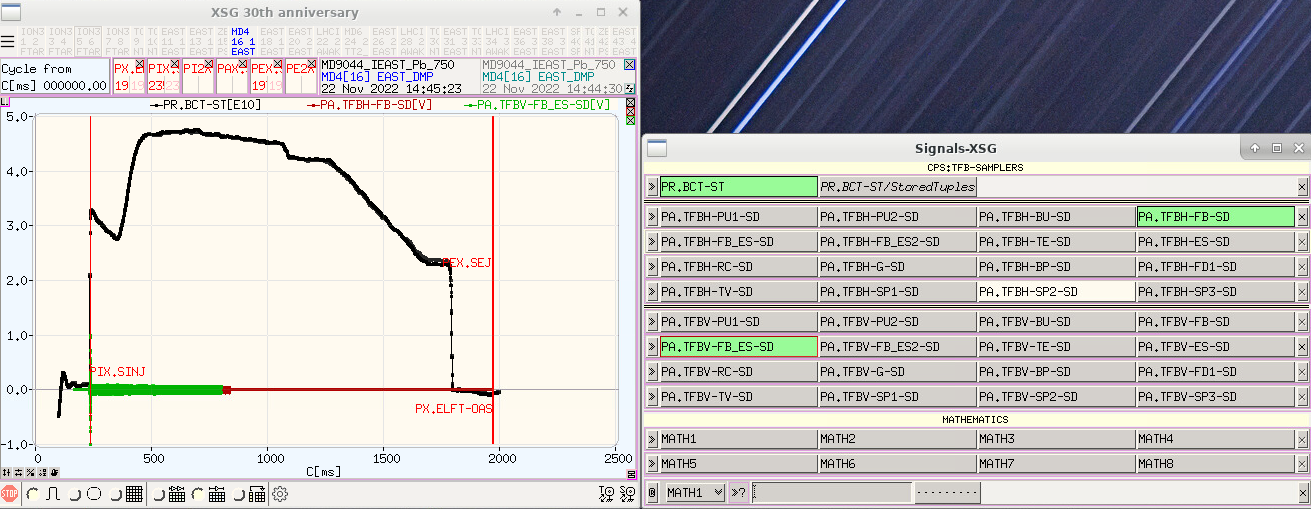 XSG 30th anniversary
MD4
16 1
EAST
Cycle from
C[ms] 000000.00
PX.E PIX. PI2X PAX. PEX. PE2X
19 23 19
MD9044_IEAST_Pb_750
MD4[16] EAST_DMP
22 Nov 2022 14:45:23
MD9044_IEAST_Pb_750
MD4[16] EAST_DMP
22 Nov 2022 14:44:30
PR.BCT-ST[E10] PA.TFBH-FB-SD[V] PA.TFBV-FB_ES-SD[V]
5.0
4.0
3.0
2.0
1.0
0.0
-1.0
PEX.SEJ
PIX.SINJ
PX.ELFT-OAS
0 500 1000 1500 2000 2500
C[ms]
STOP
Signals-XSG
CPS:TFB-SAMPLERS
PR.BCT-ST PR.BCT-ST/StoredTuples
PA.TFBH-PU1-SD PA.TFBH-PU2-SD PA.TFBH-BU-SD PA.TFBH-FB-SD
PA.TFBH-FB_ES-SD PA.TFBH-FB_ES2-SD PA.TFBH-TE-SD PA.TFBH-ES-SD
PA.TFBH-RC-SD PA.TFBH-G-SD PA.TFBH-BP-SD PA.TFBH-FD1-SD
PA.TFBH-TV-SD PA.TFBH-SP1-SD PA.TFBH-SP2-SD PA.TFBH-SP3-SD
PA.TFBV-PU1-SD PA.TFBV-PU2-SD PA.TFBV-BU-SD PA.TFBV-FB-SD
PA.TFBV-FB_ES-SD PA.TFBV-FB_ES2-SD PA.TFBV-TE-SD PA.TFBV-ES-SD
PA.TFBV-RC-SD PA.TFBV-G-SD PA.TFBV-BP-SD PA.TFBV-FD1-SD
PA.TFBV-TV-SD PA.TFBV-SP1-SD PA.TFBV-SP2-SD PA.TFBV-SP3-SD
MATHEMATICS
MATH1 MATH2 MATH3 MATH4
MATH5 MATH6 MATH7 MATH8
@ MATH1 »? ---------